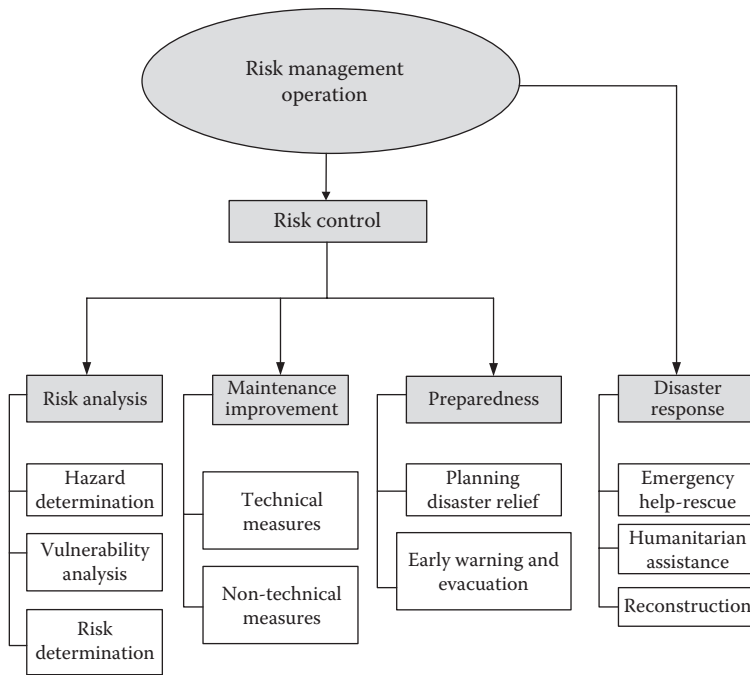 Risk management
operation
Risk control
Risk analysis
Hazard
determination
Vulnerability
analysis
Risk
determination
Maintenance
improvement
Technical
measures
Non-technical
measures
Preparedness
Planning
disaster relief
Early warning and
evacuation
Disaster
response
Emergency
help-rescue
Humanitarian
assistance
Reconstruction